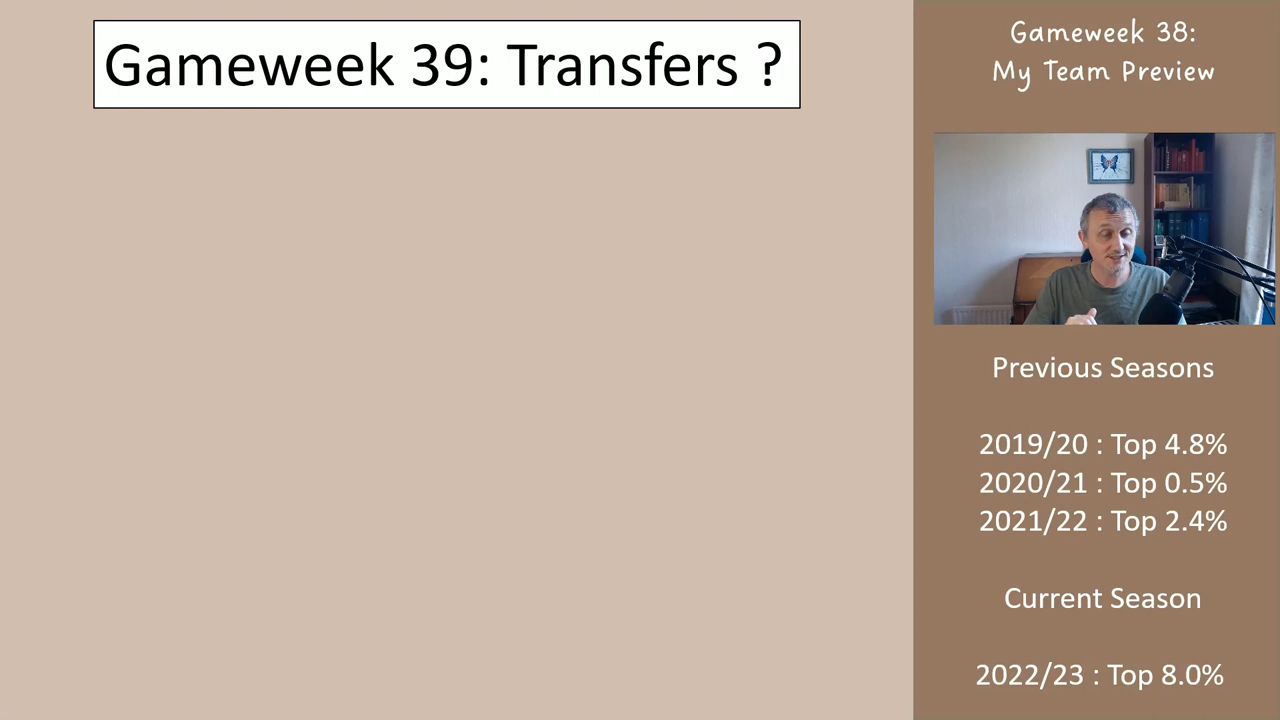 Gameweek 39: Transfers ?
Gameweek 38:
My Team Preview
Previous Seasons
2019/20 : Top 4.8%
2020/21 : Top 0.5%
2021/22 : Top 2.4%
Current Season
2022/23 : Top 8.0%